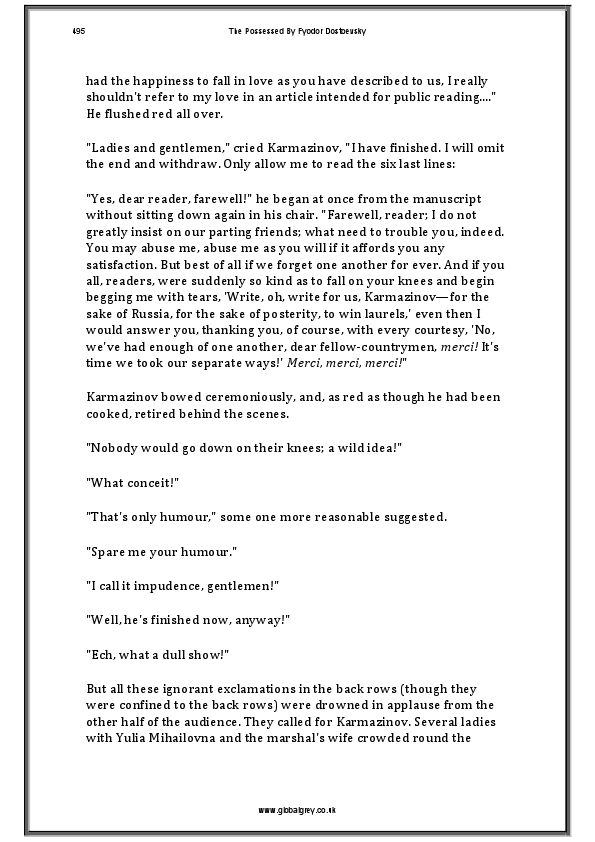 495 The Possessed By Fyodor Dostoevsky
had the happiness to fall in love as you have described to us, I really
shouldn't refer to my love in an article intended for public reading...."
He flushed red all over.
"Ladies and gentlemen," cried Karmazinov, "I have finished. I will omit
the end and withdraw. Only allow me to read the six last lines:
"Yes, dear reader, farewell!" he began at once from the manuscript
without sitting down again in his chair. "Farewell, reader; I do not
greatly insist on our parting friends; what need to trouble you, indeed.
You may abuse me, abuse me as you will if it affords you any
satisfaction. But best of all if we forget one another for ever. And if you
all, readers, were suddenly so kind as to fall on your knees and begin
begging me with tears, 'Write, oh, write for us, Karmazinov—for the
sake of Russia, for the sake of posterity, to win laurels,' even then I
would answer you, thanking you, of course, with every courtesy, 'No,
we've had enough of one another, dear fellow-countrymen, merci! It's
time we took our separate ways!' Merci, merci, merci!"
Karmazinov bowed ceremoniously, and, as red as though he had been
cooked, retired behind the scenes.
"Nobody would go down on their knees; a wild idea!"
"What conceit!"
"That's only humour," some one more reasonable suggested.
"Spare me your humour."
"I call it impudence, gentlemen!"
"Well, he's finished now, anyway!"
"Ech, what a dull show!"
But all these ignorant exclamations in the back rows (though they
were confined to the back rows) were drowned in applause from the
other half of the audience. They called for Karmazinov. Several ladies
with Yulia Mihailovna and the marshal's wife crowded round the
www.globalgrey.co.uk